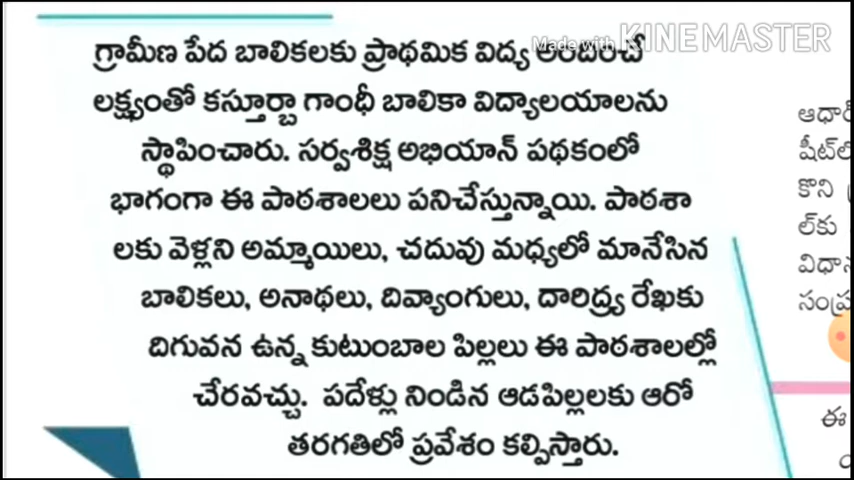 గ్రామీణ పేద బాలికలకు ప్రాథమిక విద్య అందించే
Made with KINEMASTER
లక్ష్యంతో కస్తూర్బా గాంధీ బాలికా విద్యాలయాలను
స్థాపించారు. సర్వశిక్ష అభియాన్ పథకంలో
భాగంగా ఈ పాఠశాలలు పనిచేస్తున్నాయి. పాఠశా
లకు వెళ్లని అమ్మాయిలు, చదువు మధ్యలో మానేసిన
బాలికలు, అనాథలు, దివ్యాంగులు, దారిద్ర్య రేఖకు
దిగువన ఉన్న కుటుంబాల పిల్లలు ఈ పాఠశాలల్లో
చేరవచ్చు. పదేళ్లు నిండిన ఆడపిల్లలకు ఆరో
తరగతిలో ప్రవేశం కల్పిస్తారు.
కొని
ల్‌కు
ఈ